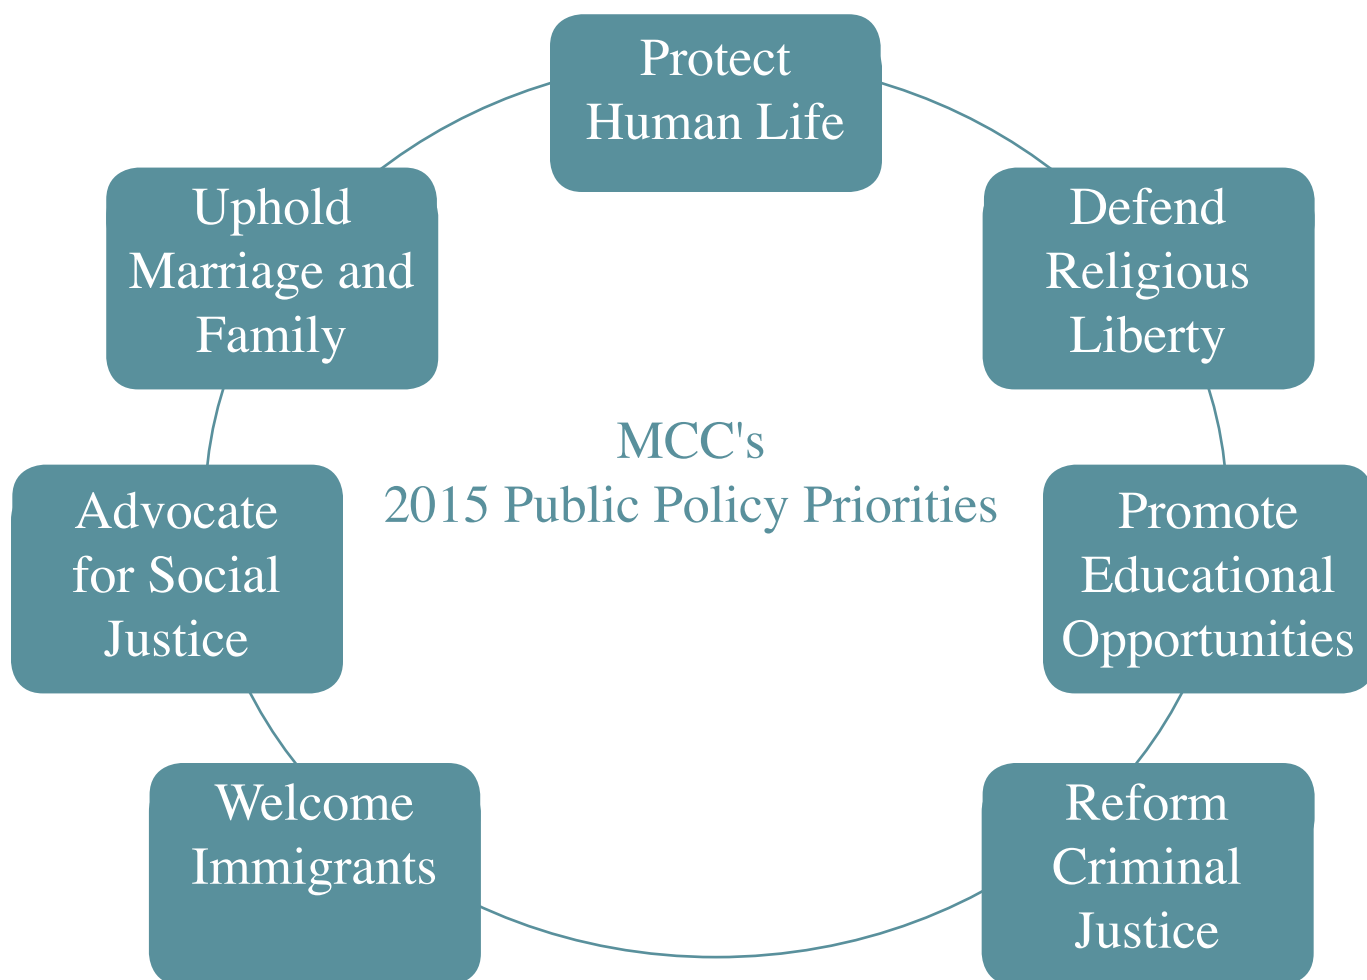 Protect
Human Life
Defend
Religious
Liberty
Promote
Educational
Opportunities
Reform
Criminal
Justice
Welcome
Immigrants
Advocate
for Social
Justice
Uphold
Marriage and
Family
MCC's
2015 Public Policy Priorities